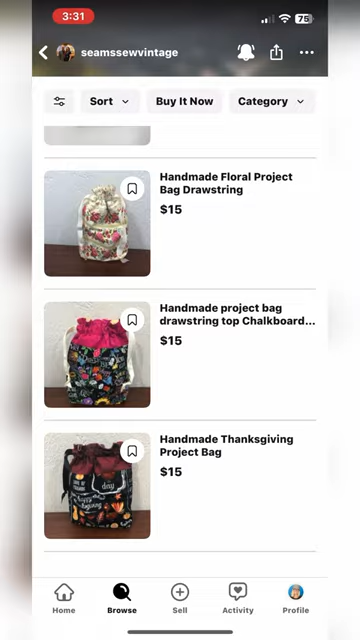 3:31
75
seamssewvintage
Sort
Buy It Now
Category
Handmade Floral Project
Bag Drawstring
$15
Handmade project bag
drawstring top Chalkboard...
$15
Handmade Thanksgiving
Project Bag
$15
Home
Browse
Sell
Activity
Profile